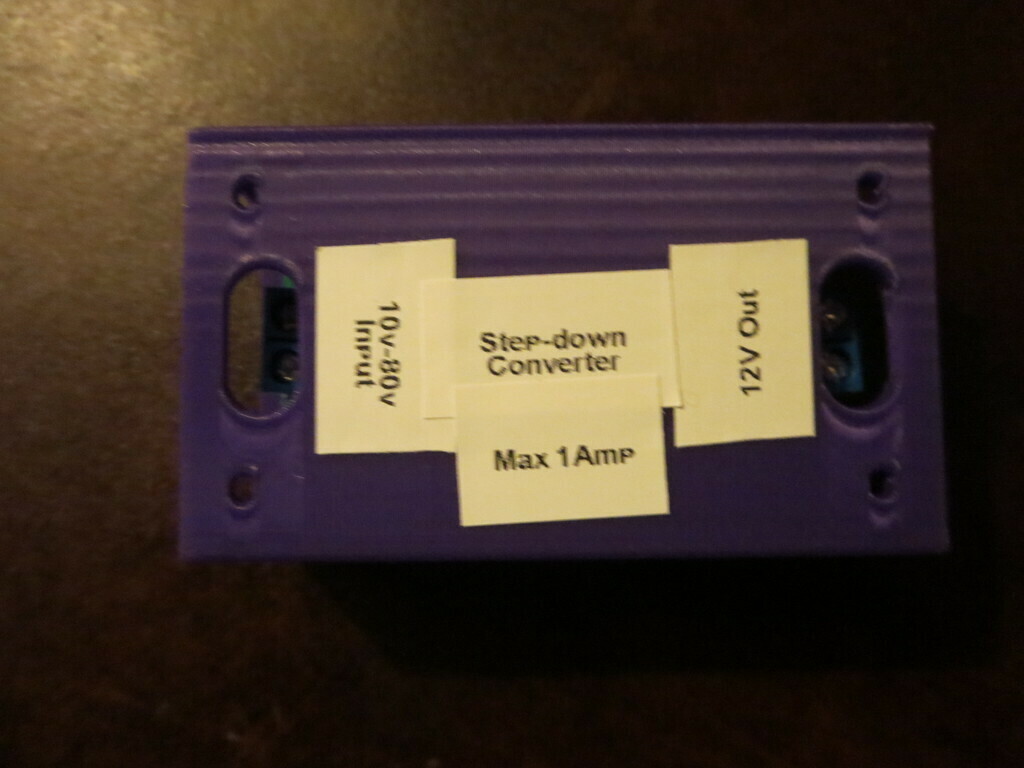 10v-80v
Input
Step-down
Converter
Max 1Amp
12V Out